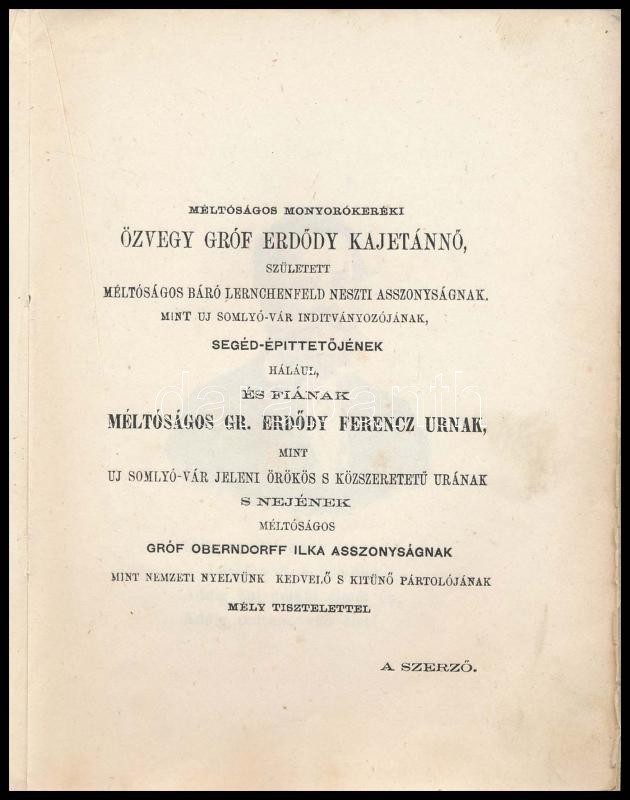 MÉLTÓSÁGOS MONYORÓKERÉKI
ÖZVEGY GRÓF ERDŐDY KAJETÁNNŐ,
SZÜLETETT
MÉLTÓSÁGOS BÁRÓ LERNCHENFELD NESZTI ASSZONYSÁGNAK.
MINT UJ SOMLYÓ-VÁR INDITVÁNYOZÓJÁNAK,
SEGÉD-ÉPITTETŐJÉNEK
HÁLÁUL,
ÉS FIÁNAK
MÉLTÓSÁGOS GR. ERDŐDY FERENCZ URNAK,
MINT
UJ SOMLYÓ-VÁR JELENI ÖRÖKÖS S KÖZSZERETETŰ URÁNAK
S NEJÉNEK
MÉLTÓSÁGOS
GRÓF OBERNDORFF ILKA ASSZONYSÁGNAK
MINT NEMZETI NYELVÜNK KEDVELŐ S KITÜNŐ PÁRTOLÓJÁNAK
MÉLY TISZTELETTEL
A SZERZŐ.